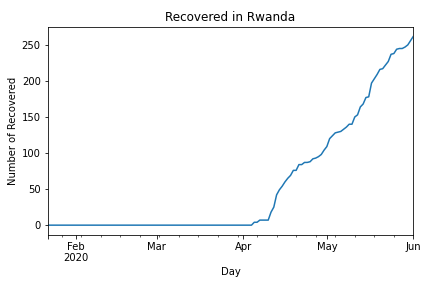 Recovered in Rwanda
Number of Recovered
250
200
150
100
50
0
Feb
2020
Mar
Apr
May
Jun
Day